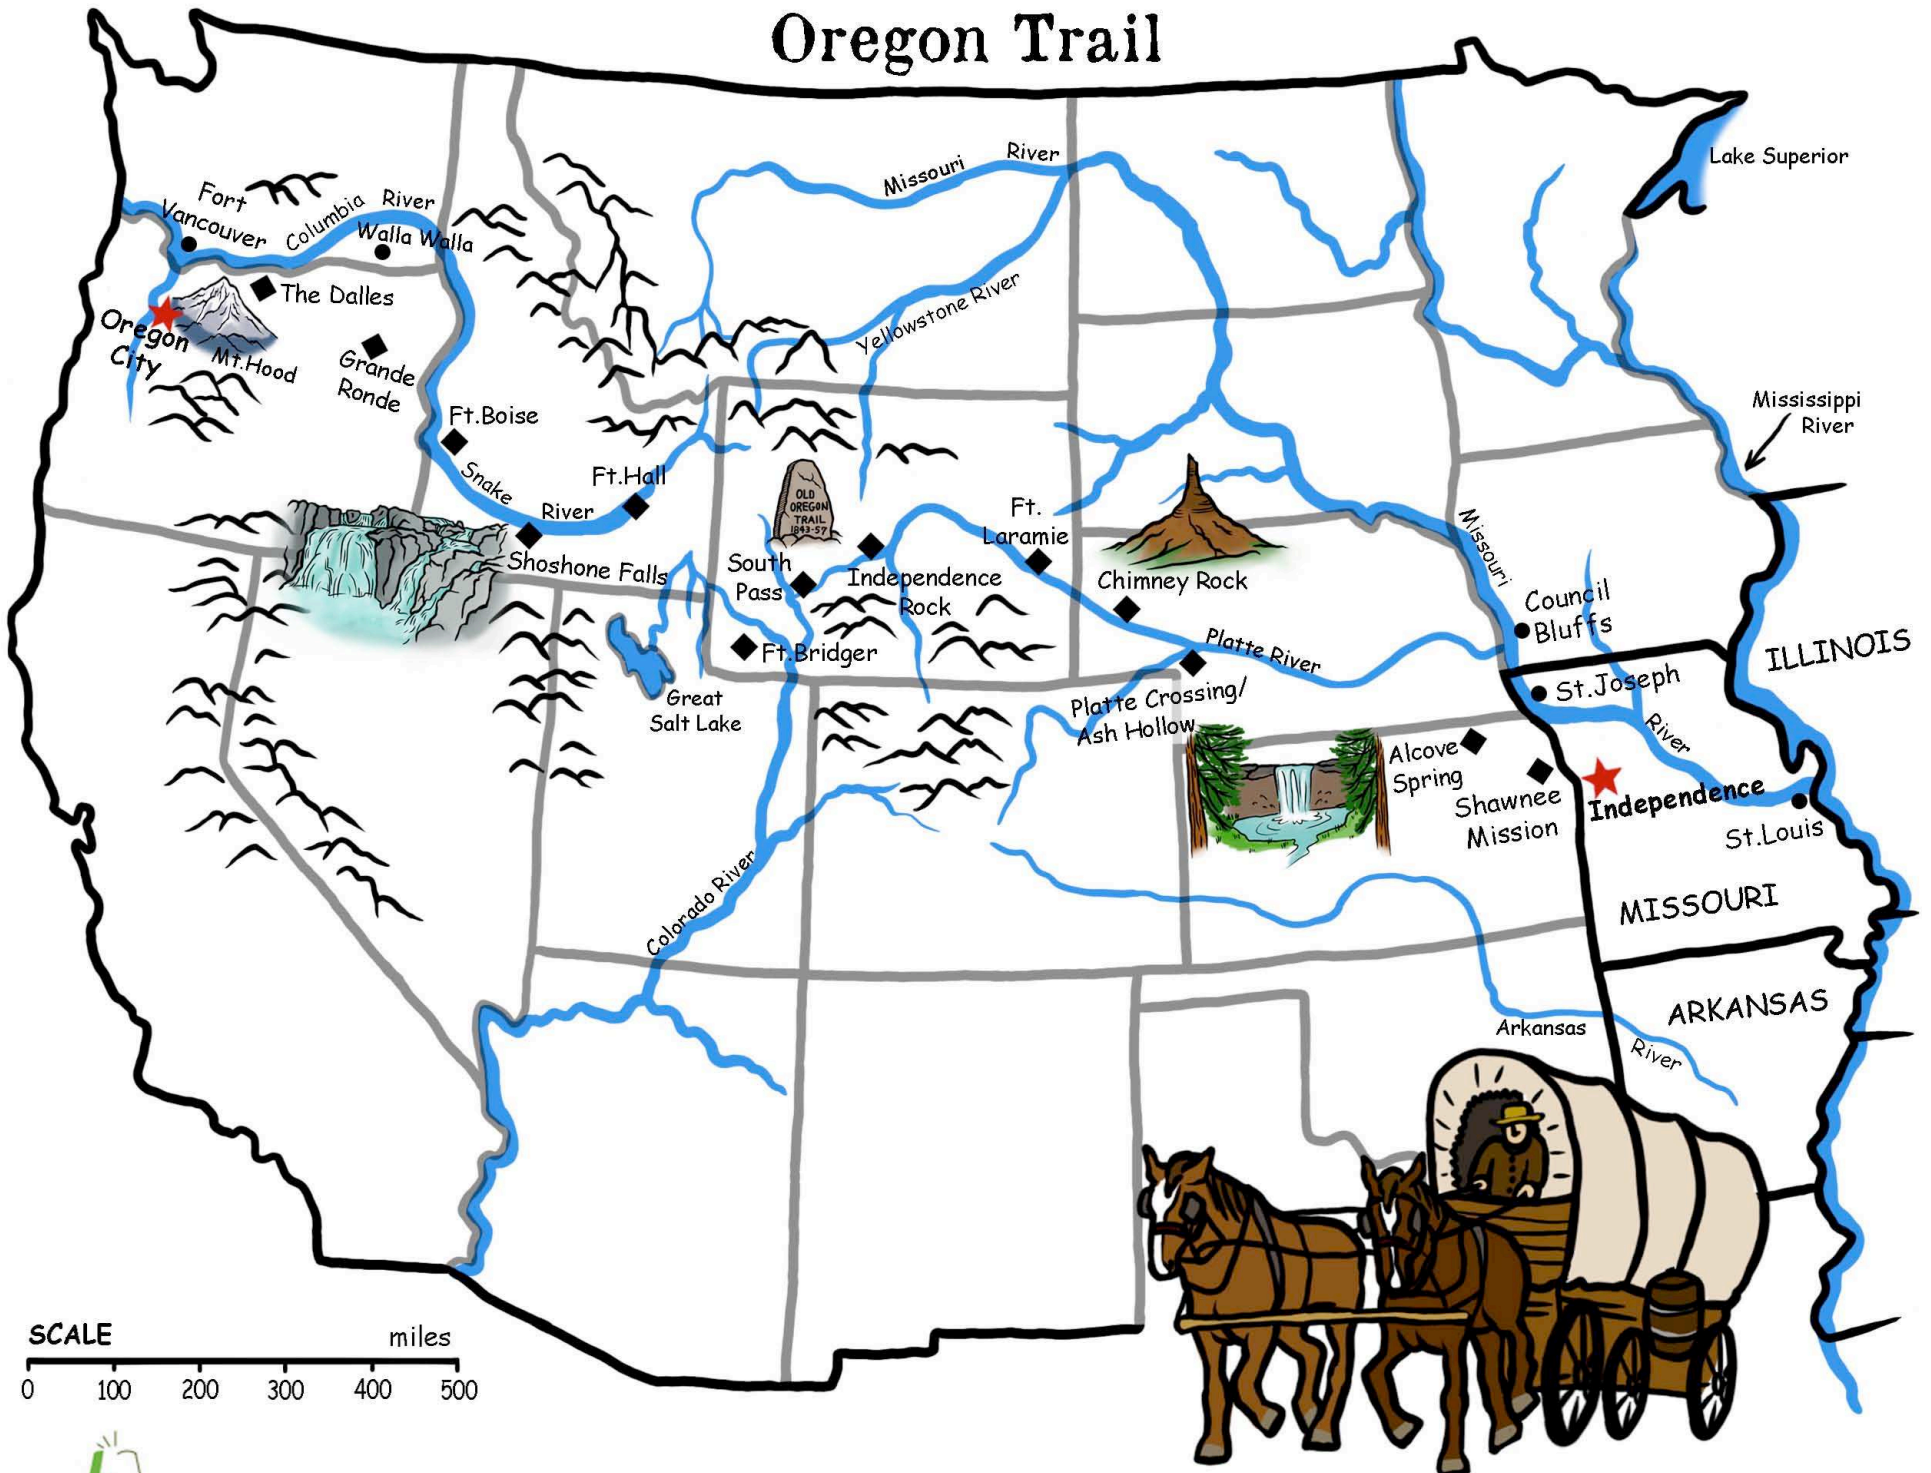 Oregon Trail
Lake Superior
Missouri River
Fort
Vancouver
Columbia River
Walla Walla
The Dalles
Yellowstone River
Oregon
City
Mt.Hood
Grande
Ronde
Mississippi
River
Ft.Boise
Snake River
Ft.Hall
OLD
OREGON
TRAIL
1843-57
Ft.
Laramie
Missouri
Shoshone Falls
South
Pass
Independence
Rock
Chimney Rock
Council
Bluffs
ILLINOIS
Ft.Bridger
Platte River
St.Joseph
Great
Salt Lake
Platte Crossing/
Ash Hollow
River
Alcove
Spring
Shawnee
Mission
Independence
St.Louis
Colorado River
MISSOURI
ARKANSAS
Arkansas River
SCALE miles
0 100 200 300 400 500